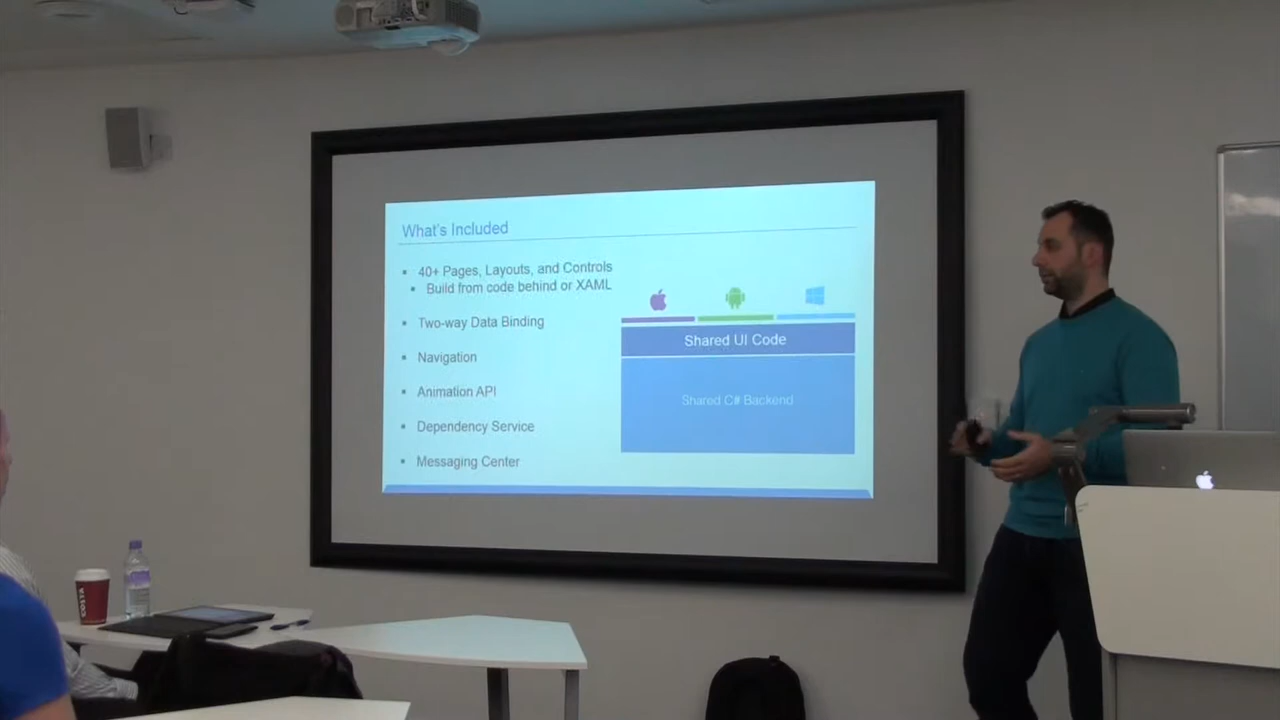 What's Included
40+ Pages, Layouts, and Controls
Build from code behind or XAML
Two-way Data Binding
Navigation
Animation API
Dependency Service
Messaging Center
Shared UI Code
Shared C# Backend
COSTA